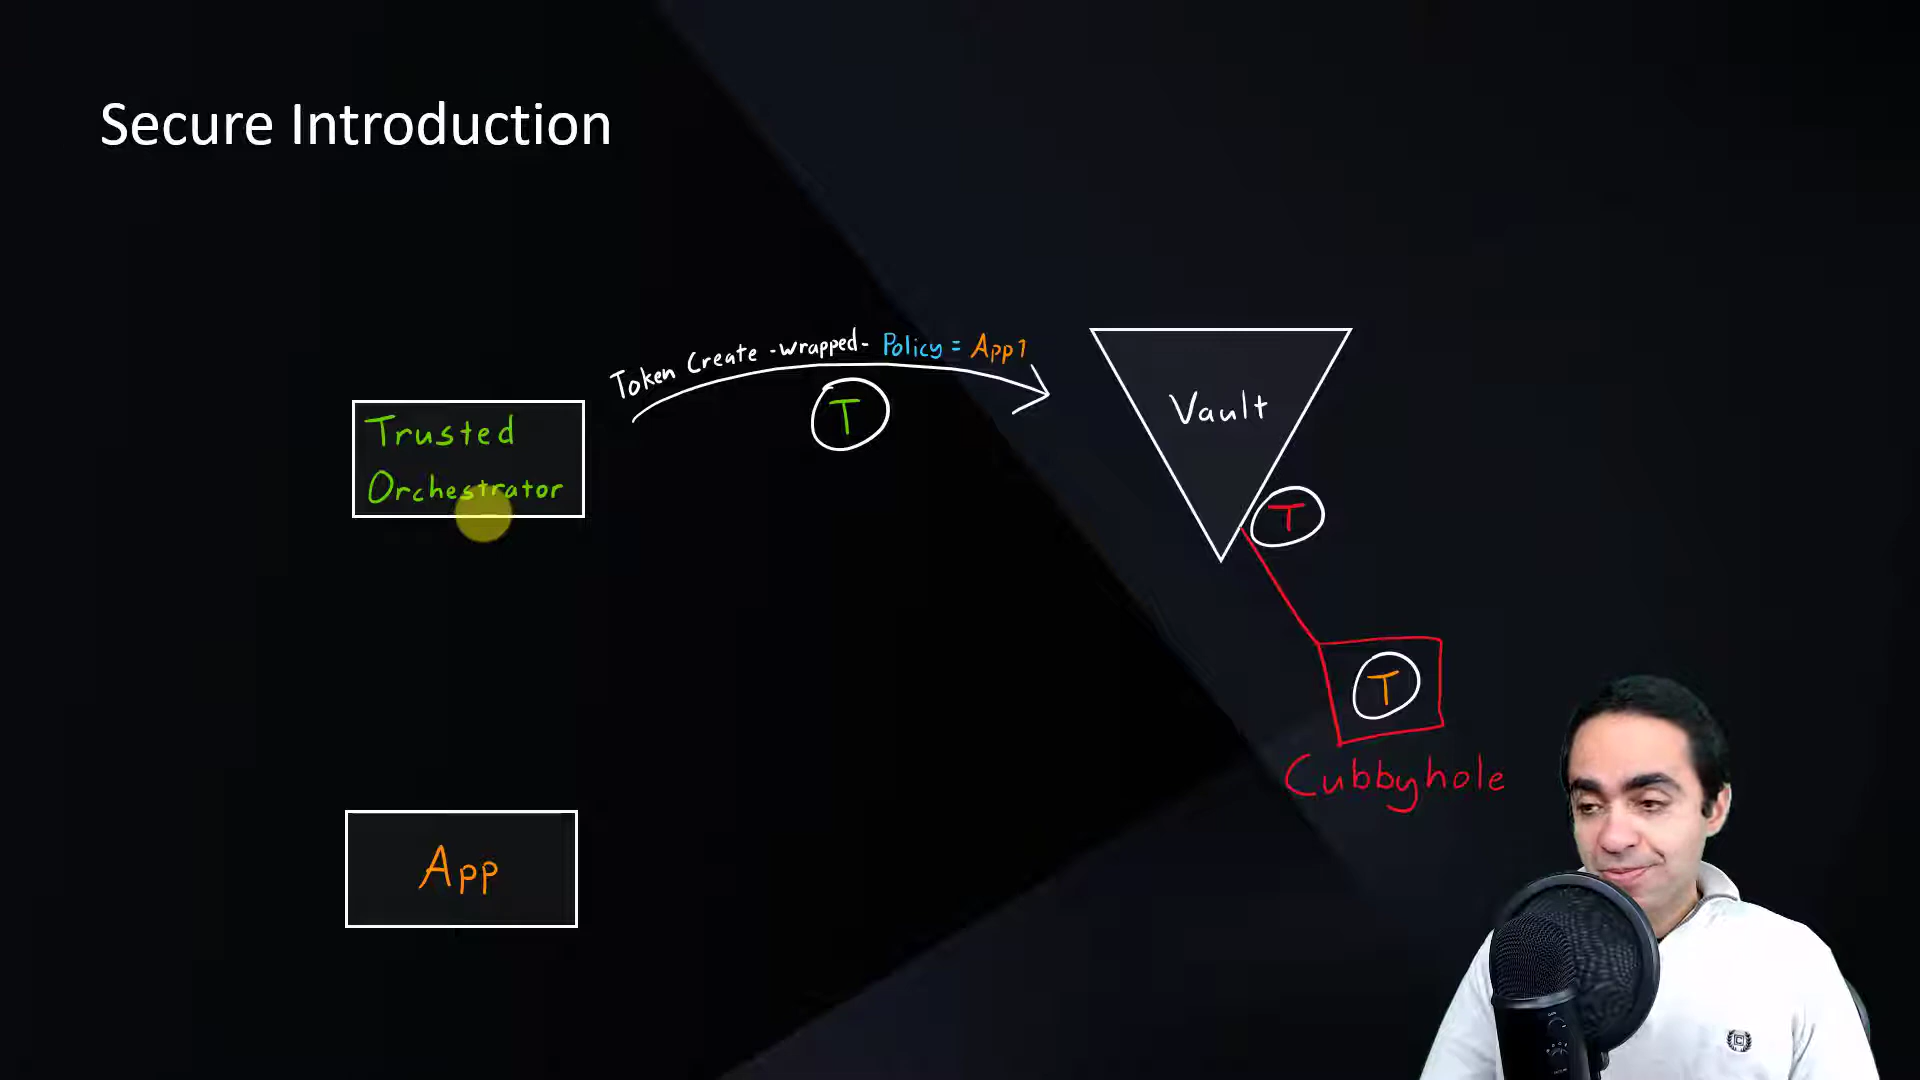 Secure Introduction
Token Create -wrapped- Policy = App1
T
Trusted
Orchestrator
Vault
T
T
Cubbyhole
App